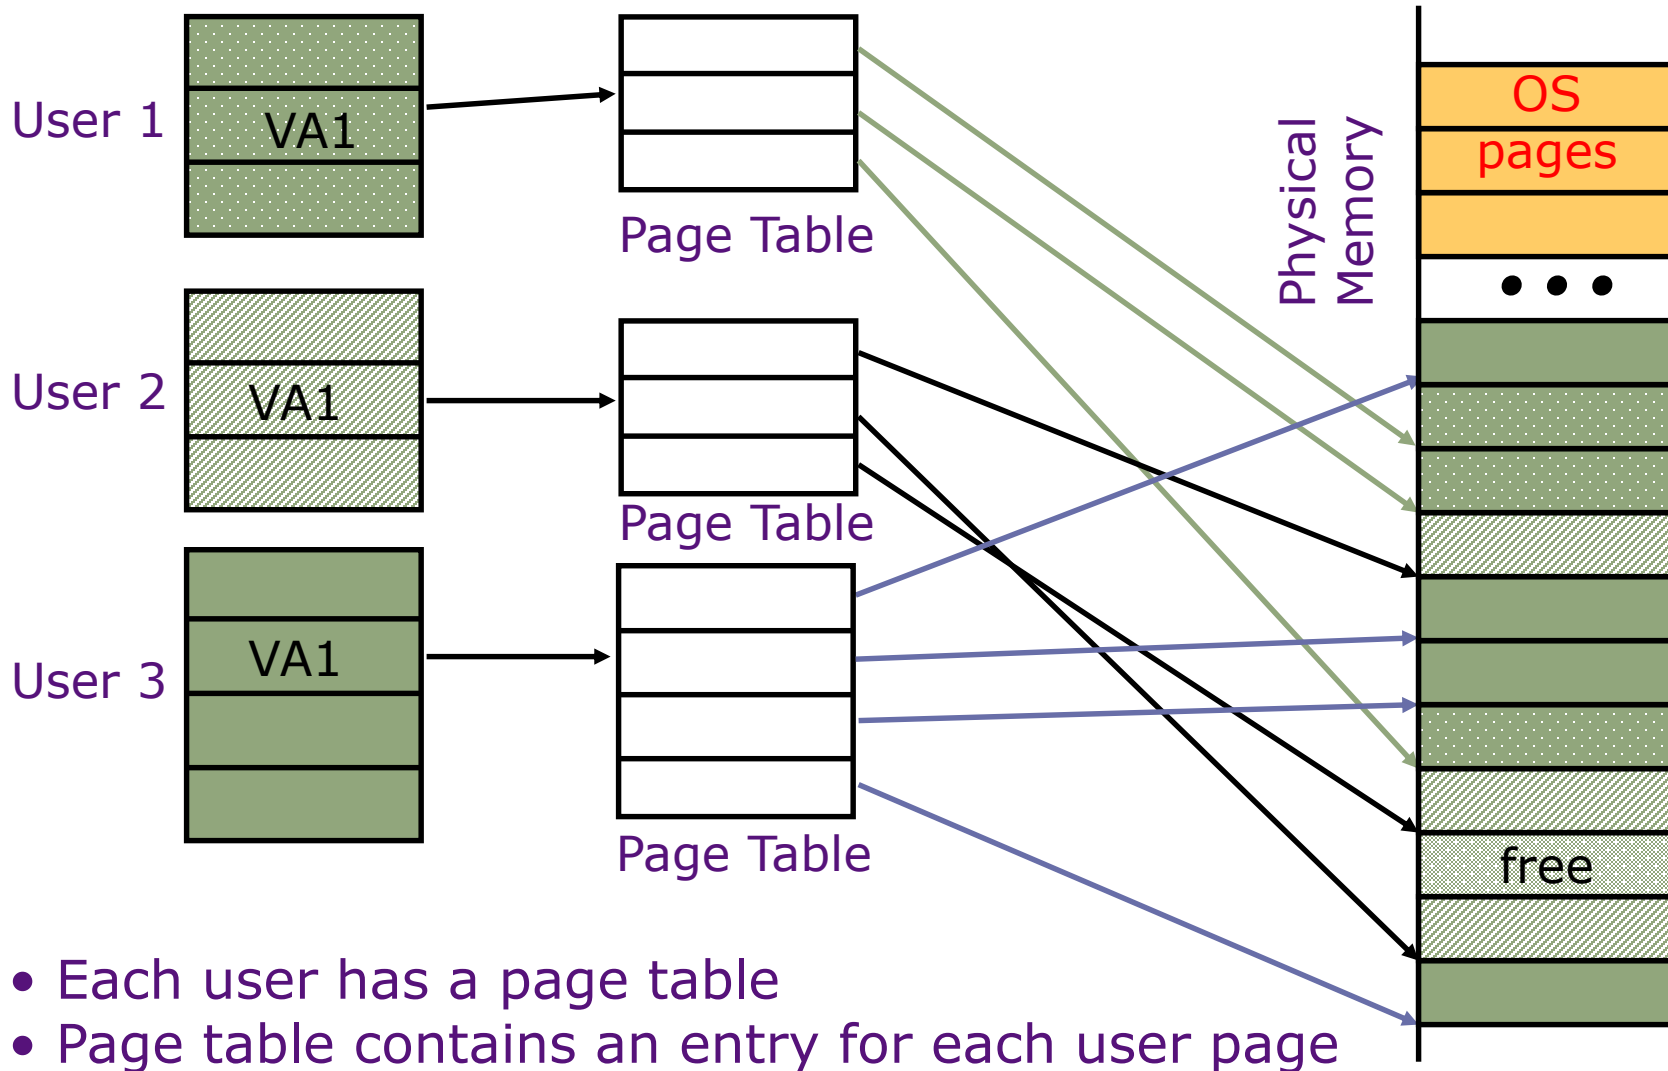 User 1
VA1
Page Table
User 2
VA1
Page Table
User 3
VA1
Page Table
Physical
Memory
OS
pages
• • •
free
• Each user has a page table
• Page table contains an entry for each user page